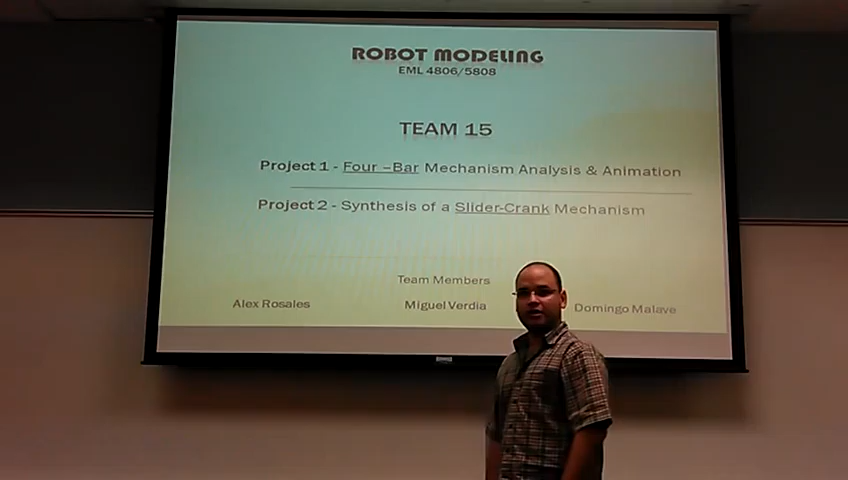 ROBOT MODELING
EML 4806/5808
TEAM 15
Project 1 - Four –Bar Mechanism Analysis & Animation
Project 2 - Synthesis of a Slider-Crank Mechanism
Team Members
Alex Rosales Miguel Verdia Domingo Malave